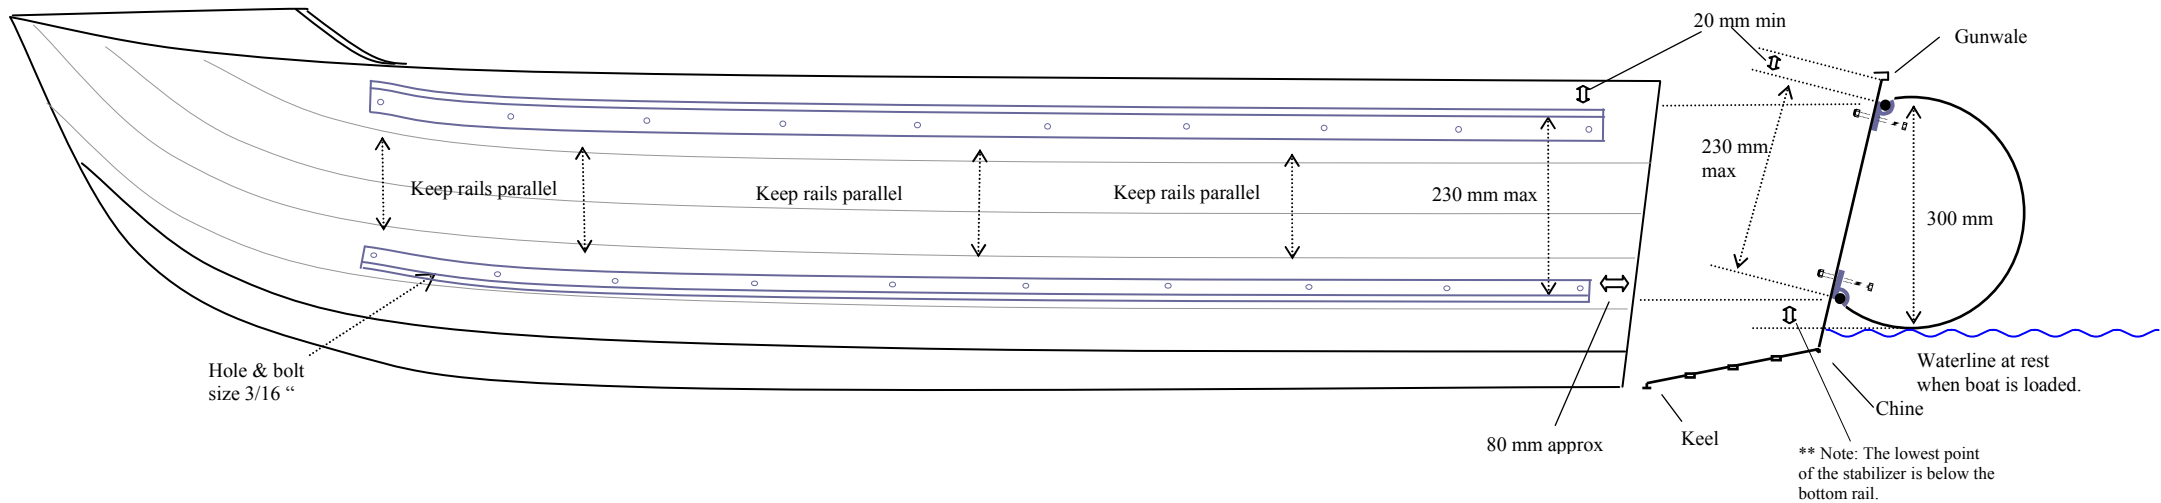 20 mm min
Gunwale
230 mm
max
Keep rails parallel
Keep rails parallel
Keep rails parallel
230 mm max
300 mm
Hole & bolt
size 3/16 “
Waterline at rest
when boat is loaded.
Chine
Keel
80 mm approx
** Note: The lowest point
of the stabilizer is below the
bottom rail.